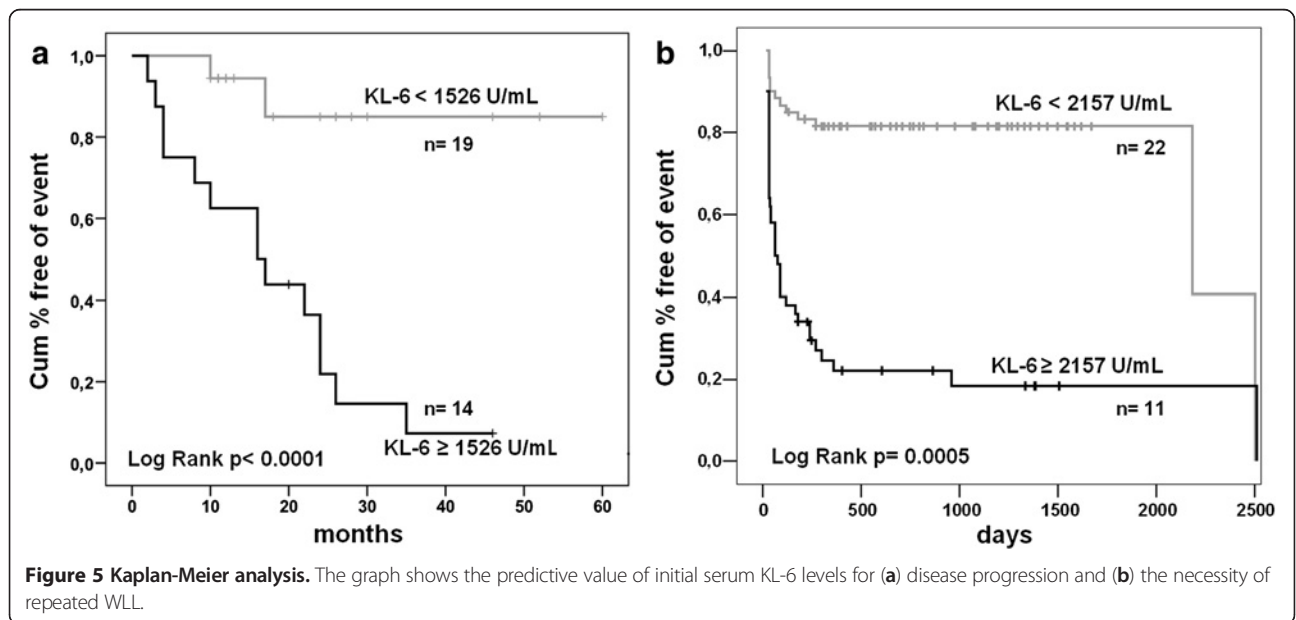 a
Cum % free of event
1,0
0,8
0,6
0,4
0,2
0,0
KL-6 < 1526 U/mL
n= 19
n= 14
KL-6 ≥ 1526 U/mL
Log Rank p< 0.0001
0 10 20 30 40 50 60
months
b
Cum % free of event
1,0
0,8
0,6
0,4
0,2
0,0
KL-6 < 2157 U/mL
n= 22
KL-6 ≥ 2157 U/mL
n= 11
Log Rank p= 0.0005
0 500 1000 1500 2000 2500
days
Figure 5 Kaplan-Meier analysis. The graph shows the predictive value of initial serum KL-6 levels for (a) disease progression and (b) the necessity of
repeated WLL.